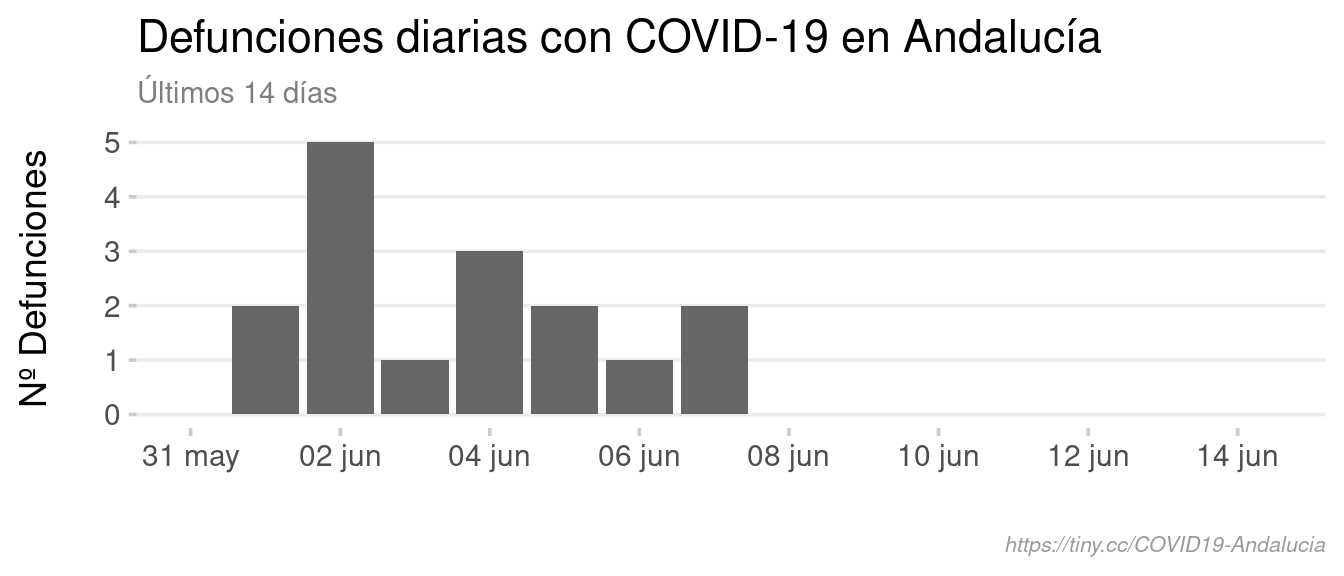 Defunciones diarias con COVID-19 en Andalucía
Últimos 14 días
Nº Defunciones
5
4
3
2
1
0
31 may 02 jun 04 jun 06 jun 08 jun 10 jun 12 jun 14 jun
https://tiny.cc/COVID19-Andalucia